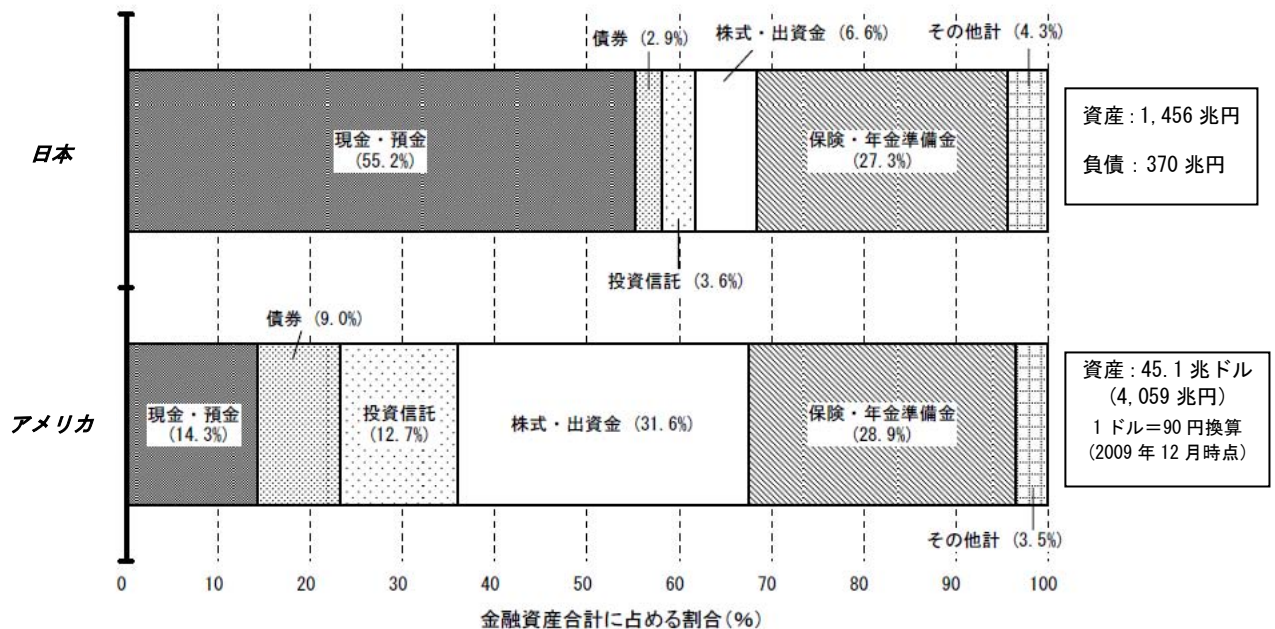 債券 (2.9%)
株式・出資金 (6.6%)
その他計 (4.3%)
日本
現金・預金
(55.2%)
保険・年金準備金
(27.3%)
資産：1,456 兆円
負債：370 兆円
投資信託 (3.6%)
債券 (9.0%)
アメリカ
現金・預金
(14.3%)
投資信託
(12.7%)
株式・出資金 (31.6%)
保険・年金準備金
(28.9%)
資産：45.1 兆ドル
(4,059 兆円)
1 ドル＝90 円換算
(2009 年 12 月時点)
その他計 (3.5%)
0 10 20 30 40 50 60 70 80 90 100
金融資産合計に占める割合(%)